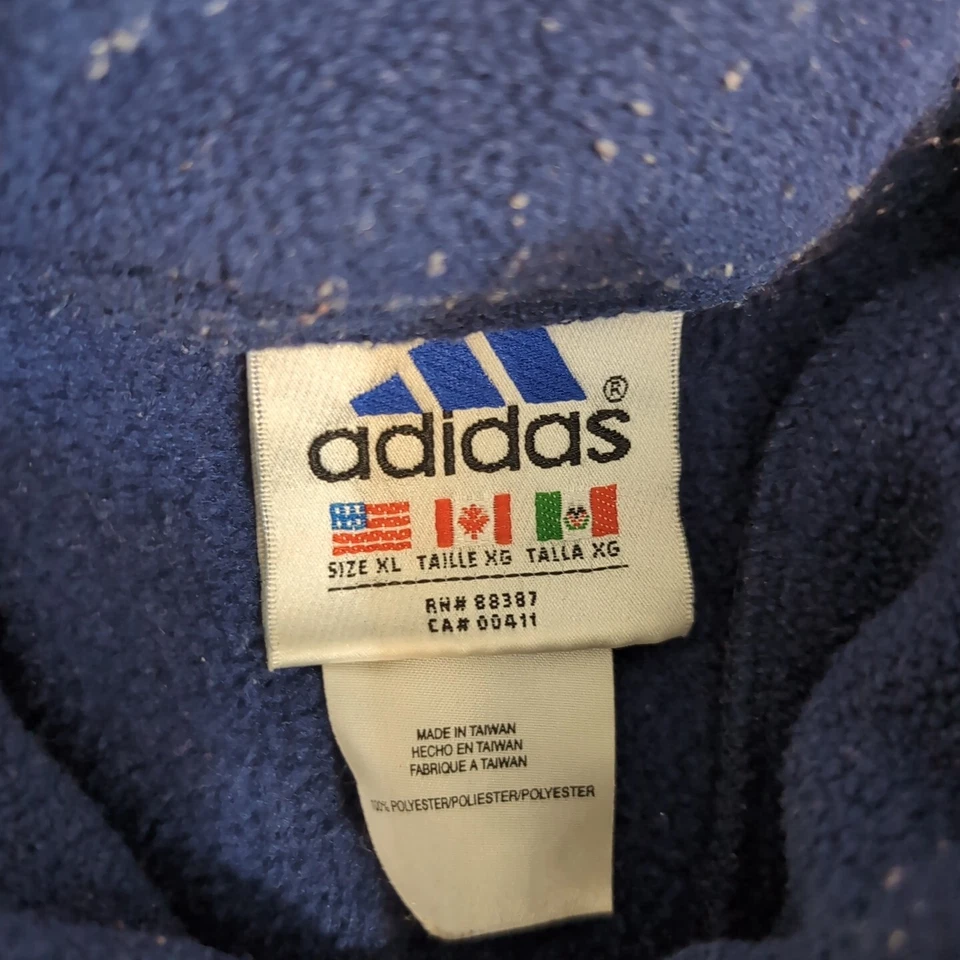 adidas®
SIZE XL TAILLE XG TALLA XG
RN# 88387
CA# 00411
MADE IN TAIWAN
HECHO EN TAIWAN
FABRIQUE A TAIWAN
100% POLYESTER/POLIESTER/POLYESTER